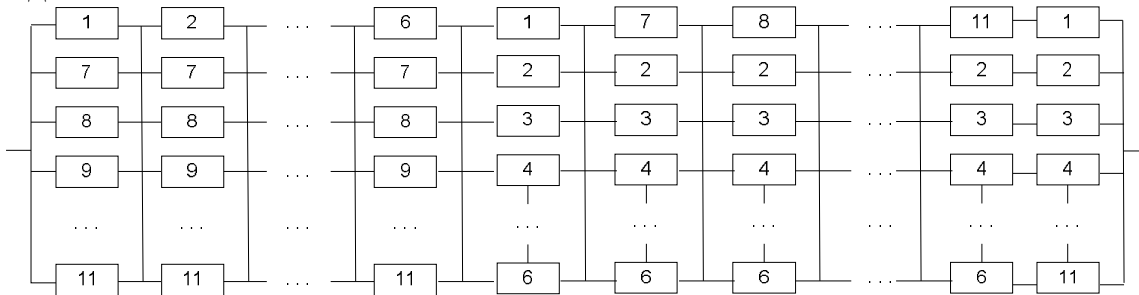 1 2 . . . 6 1 7 8 . . . 11 1
7 7 . . . 7 2 2 2 . . . 2 2
8 8 . . . 8 3 3 3 . . . 3 3
9 9 . . . 9 4 4 4 . . . 4 4
. . . . . . . . . . . . . . . . . . . . . . . . . . . . . .
11 11 . . . 11 6 6 6 . . . 6 11